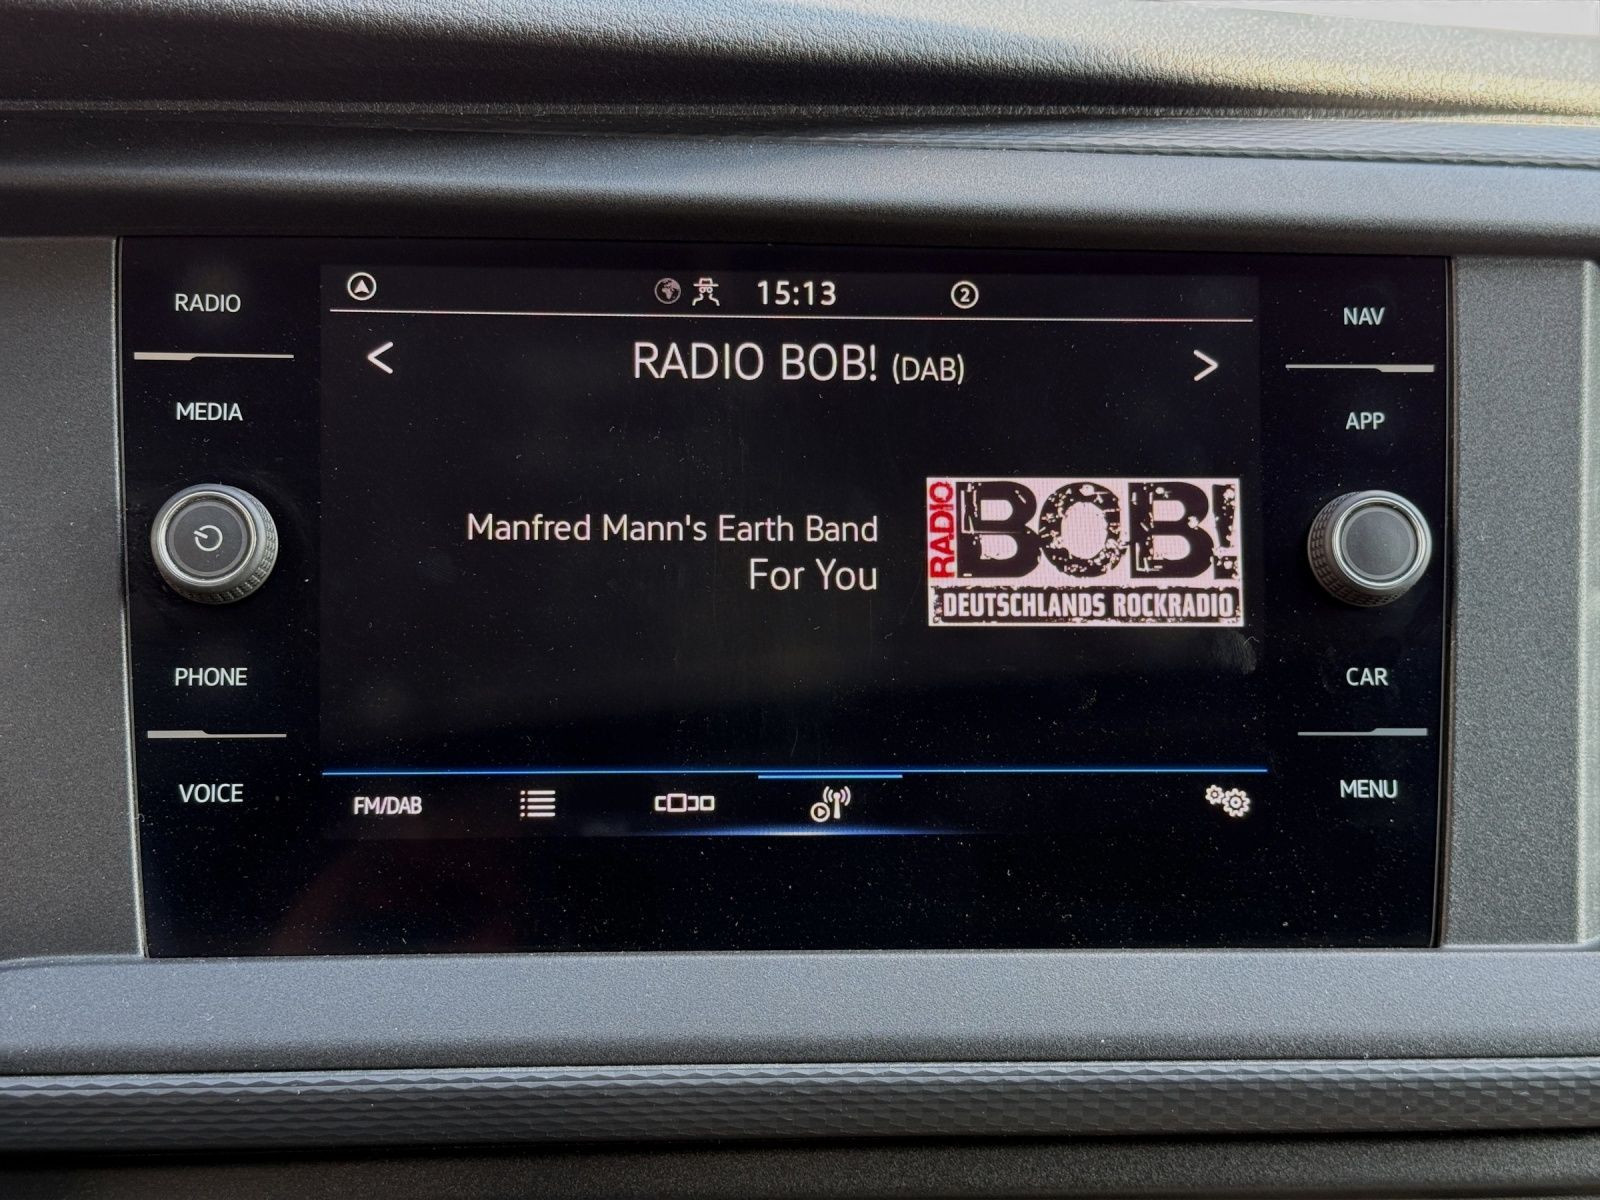 RADIO
MEDIA
PHONE
VOICE
15:13
2
RADIO BOB! (DAB)
Manfred Mann's Earth Band
For You
RADIO
BOB!
DEUTSCHLANDS ROCKRADIO
FM/DAB
NAV
APP
CAR
MENU